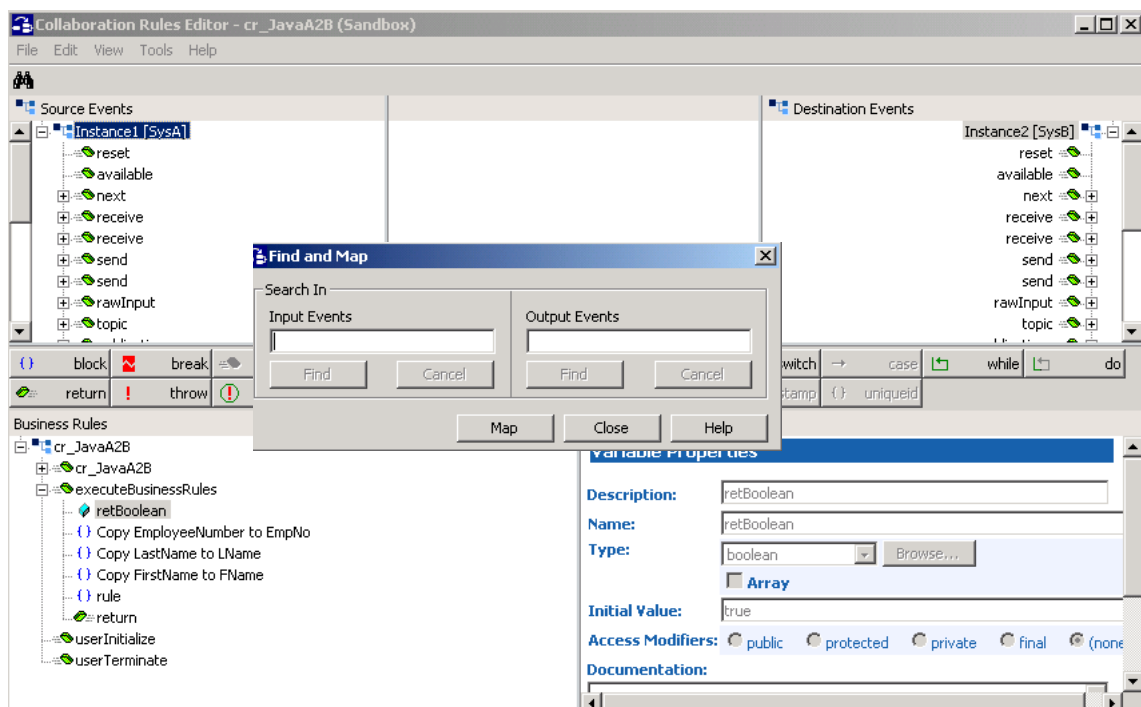 Collaboration Rules Editor - cr_JavaA2B (Sandbox)
File Edit View Tools Help
Source Events
Destination Events
Instance1 [SysA]
reset
available
next
receive
receive
send
send
rawInput
topic
Instance2 [SysB]
reset
available
next
receive
receive
send
send
rawInput
topic
Find and Map
Search In
Input Events
Output Events
Find Cancel
Find Cancel
Map Close Help
{} block break case while do
return ! throw {} uniqueid
Business Rules
cr_JavaA2B
cr_JavaA2B
executeBusinessRules
retBoolean
{} Copy EmployeeNumber to EmpNo
{} Copy LastName to LName
{} Copy FirstName to FName
{} rule
return
userInitialize
userTerminate
Variable Properties
Description: retBoolean
Name: retBoolean
Type: boolean Browse...
Array
Initial Value: true
Access Modifiers: public protected private final (none
Documentation: